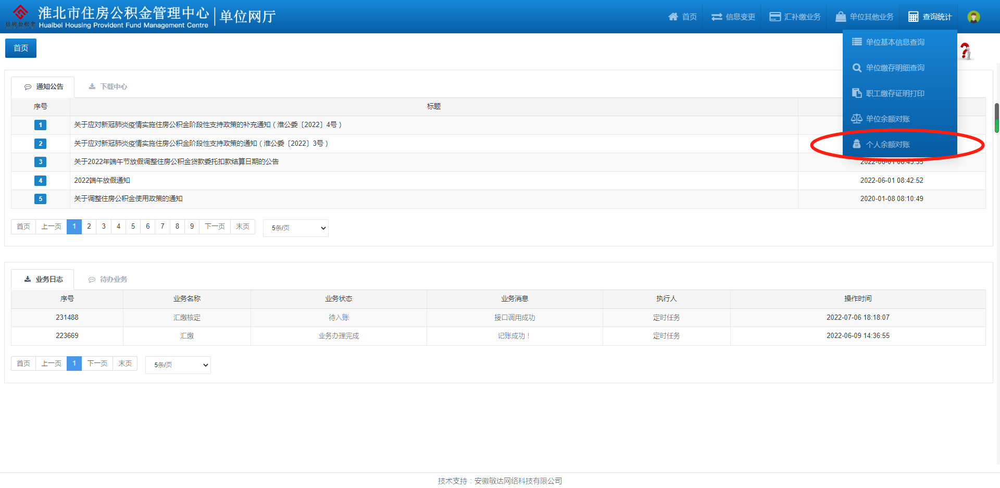 住房公积金
淮北市住房公积金管理中心
Huaibei Housing Provident Fund Management Centre
单位网厅
首页
信息变更
汇补缴业务
单位其他业务
查询统计
单位基本信息查询
单位缴存明细查询
职工缴存证明打印
单位余额对账
个人余额对账
首页
通知公告 下载中心
序号 标题
1 关于应对新冠肺炎疫情实施住房公积金阶段性支持政策的补充通知（淮公委〔2022〕4号）
2 关于应对新冠肺炎疫情实施住房公积金阶段性支持政策的通知（淮公委〔2022〕3号）
3 关于2022年端午节放假调整住房公积金贷款委托扣款结算日期的公告 2022-06-01 08:45:55
4 2022端午放假通知 2022-06-01 08:42:52
5 关于调整住房公积金使用政策的通知 2020-01-08 08:10:49
首页 上一页 1 2 3 4 5 6 7 8 9 下一页 末页 5条/页
业务日志 待办业务
序号 业务名称 业务状态 业务消息 执行人 操作时间
231488 汇缴核定 待入账 接口调用成功 定时任务 2022-07-06 18:18:07
223669 汇缴 业务办理完成 记账成功！ 定时任务 2022-06-09 14:36:55
首页 上一页 1 下一页 末页 5条/页
技术支持：安徽敏达网络科技有限公司